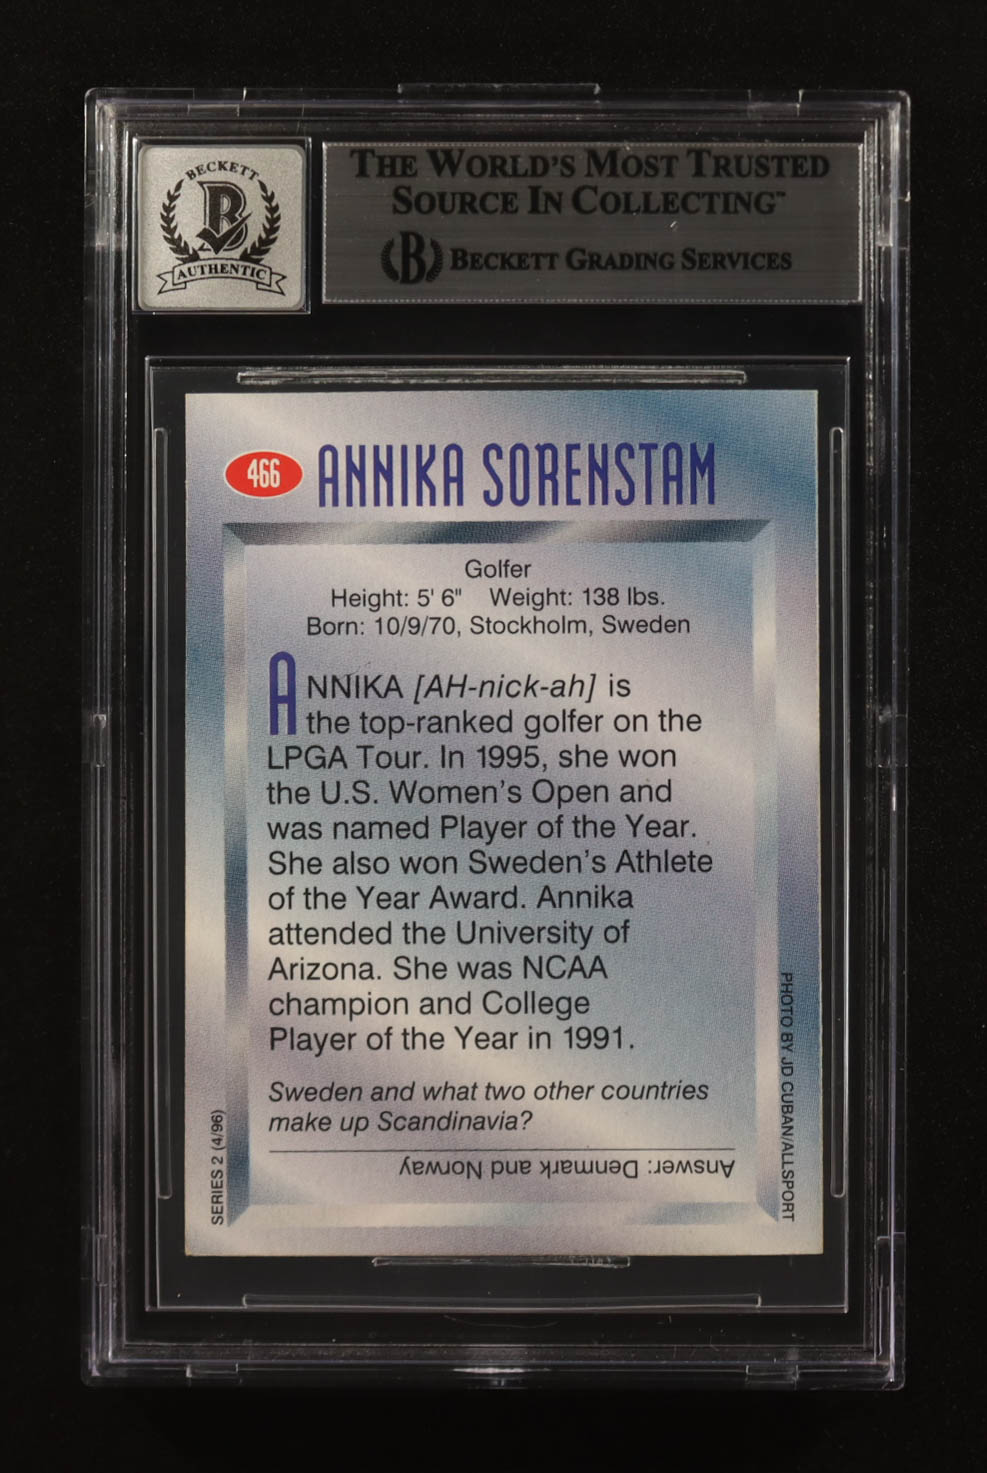 BECKETT
B
AUTHENTIC
THE WORLD'S MOST TRUSTED
SOURCE IN COLLECTING™
B BECKETT GRADING SERVICES
466 ANNIKA SORENSTAM
Golfer
Height: 5' 6" Weight: 138 lbs.
Born: 10/9/70, Stockholm, Sweden
ANNIKA [AH-nick-ah] is
the top-ranked golfer on the
LPGA Tour. In 1995, she won
the U.S. Women's Open and
was named Player of the Year.
She also won Sweden's Athlete
of the Year Award. Annika
attended the University of
Arizona. She was NCAA
champion and College
Player of the Year in 1991.
Sweden and what two other countries
make up Scandinavia?
Answer: Denmark and Norway
SERIES 2 (4/96)
PHOTO BY JD CUBAN/ALLSPORT